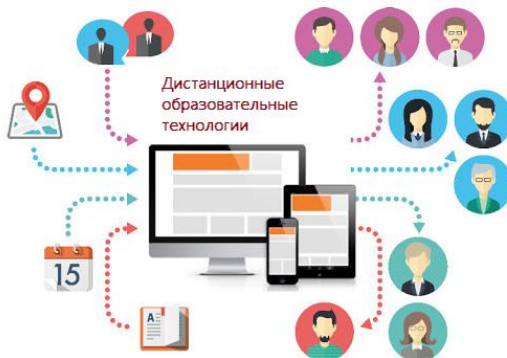 Дистанционные
образовательные
технологии
15
A